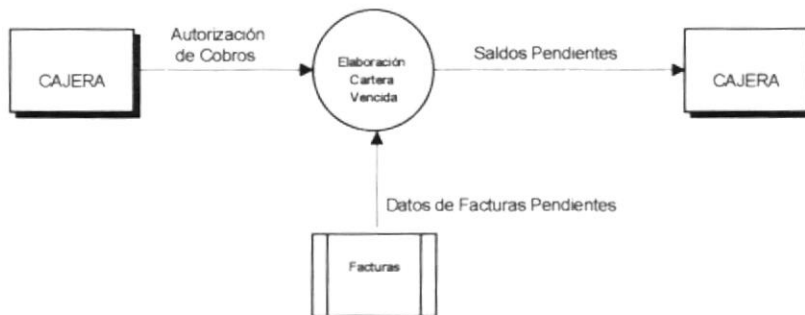 Autorización
de Cobros
CAJERA
Elaboración
Cartera
Vencida
Saldos Pendientes
CAJERA
Datos de Facturas Pendientes
Facturas